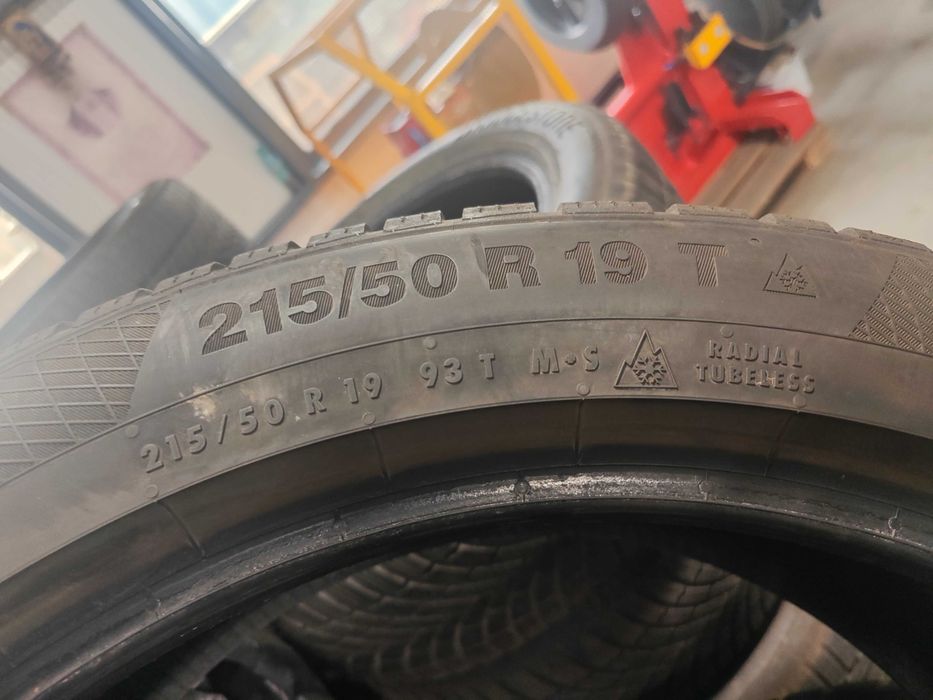 215/50 R 19 T
215/50 R 19 93 T M•S RADIAL
TUBELESS